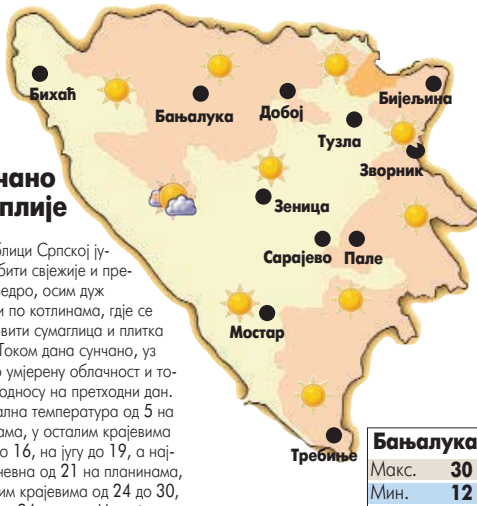 Бихаћ
Бањалука
Добој
Бијељина
Тузла
Зворник
Зеница
Сарајево
Пале
Мостар
Требиње
чано
плије
блици Српској ју-
бити свјежије и пре-
ведро, осим дуж
и по котлинама, гдје се
вити сумаглица и плитка
Током дана сунчано, уз
умјерену облачност и то-
односу на претходни дан.
ална температура од 5 на
ама, у осталим крајевима
о 16, на југу до 19, а нај-
невна од 21 на планинама,
им крајевима од 24 до 30,
Бањалука
Макс. 30
Мин. 12